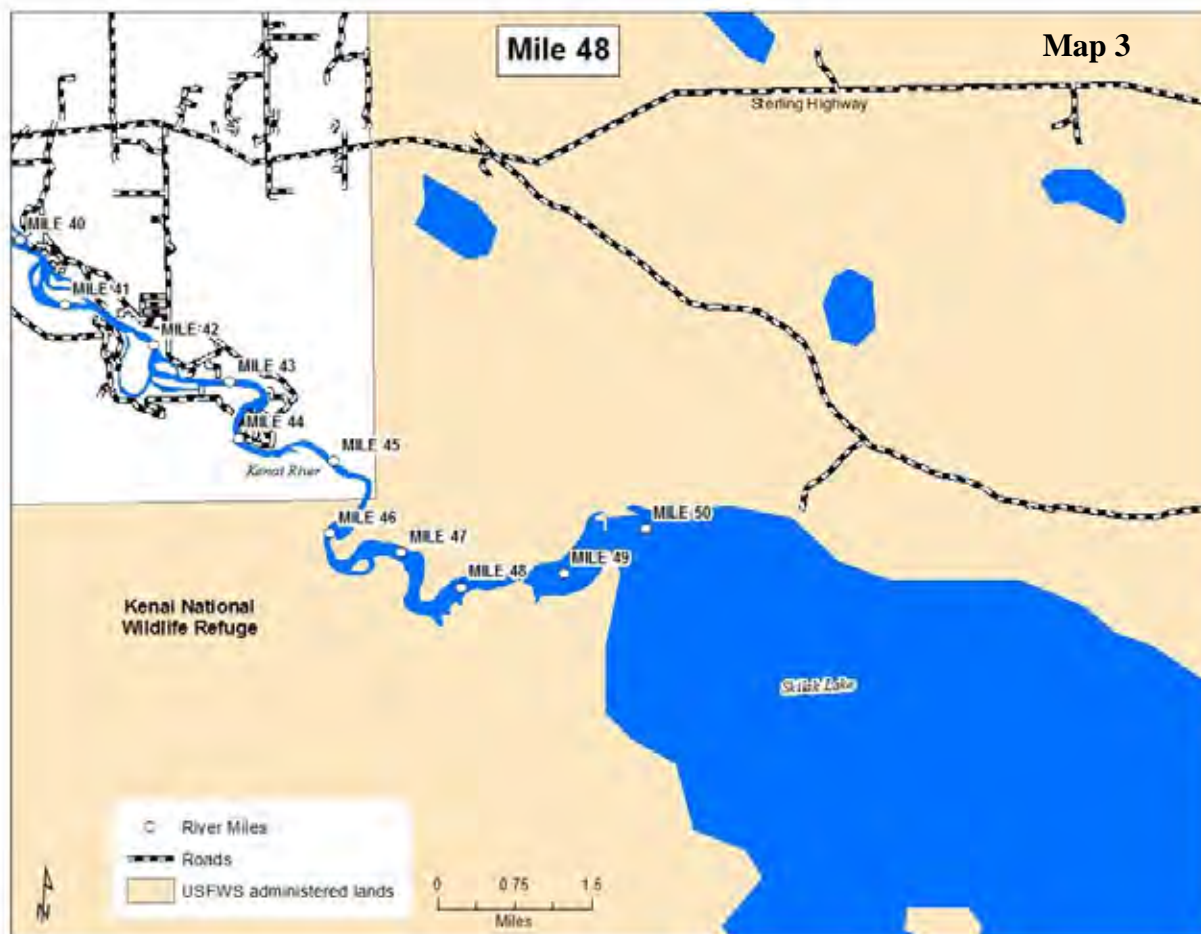 Mile 48
Map 3
Sterling Highway
MILE 40
MILE 41
MILE 42
MILE 43
MILE 44
MILE 45
Kenai River
MILE 46
MILE 47
MILE 48
MILE 49
MILE 50
Kenai National
Wildlife Refuge
Skilak Lake
River Miles
Roads
USFWS administered lands
N
0 0.75 1.5
Miles